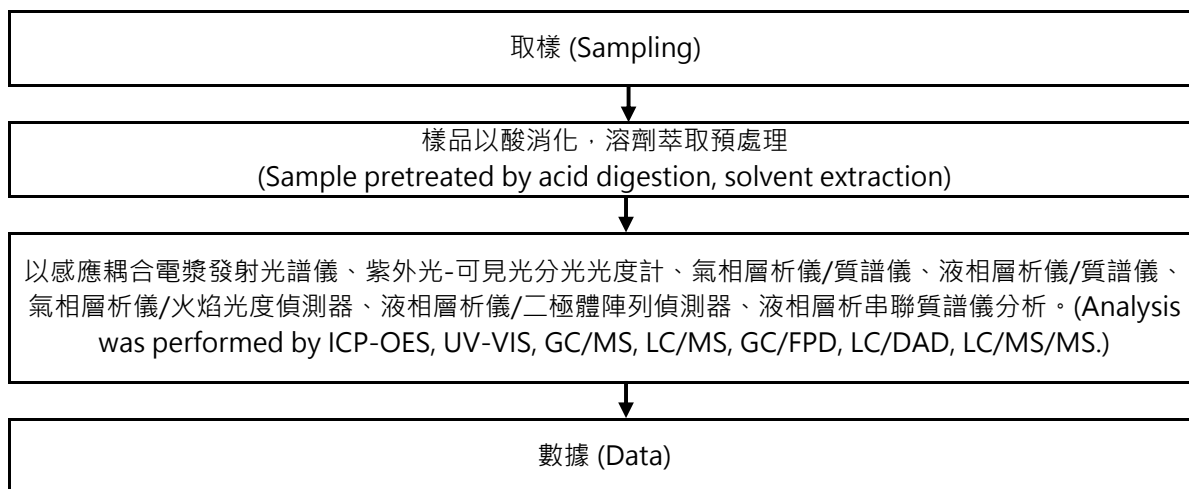 取樣 (Sampling)
樣品以酸消化，溶劑萃取預處理
(Sample pretreated by acid digestion, solvent extraction)
以感應耦合電漿發射光譜儀、紫外光-可見光分光光度計、氣相層析儀/質譜儀、液相層析儀/質譜儀、
氣相層析儀/火焰光度偵測器、液相層析儀/二極體陣列偵測器、液相層析串聯質譜儀分析。(Analysis
was performed by ICP-OES, UV-VIS, GC/MS, LC/MS, GC/FPD, LC/DAD, LC/MS/MS.)
數據 (Data)